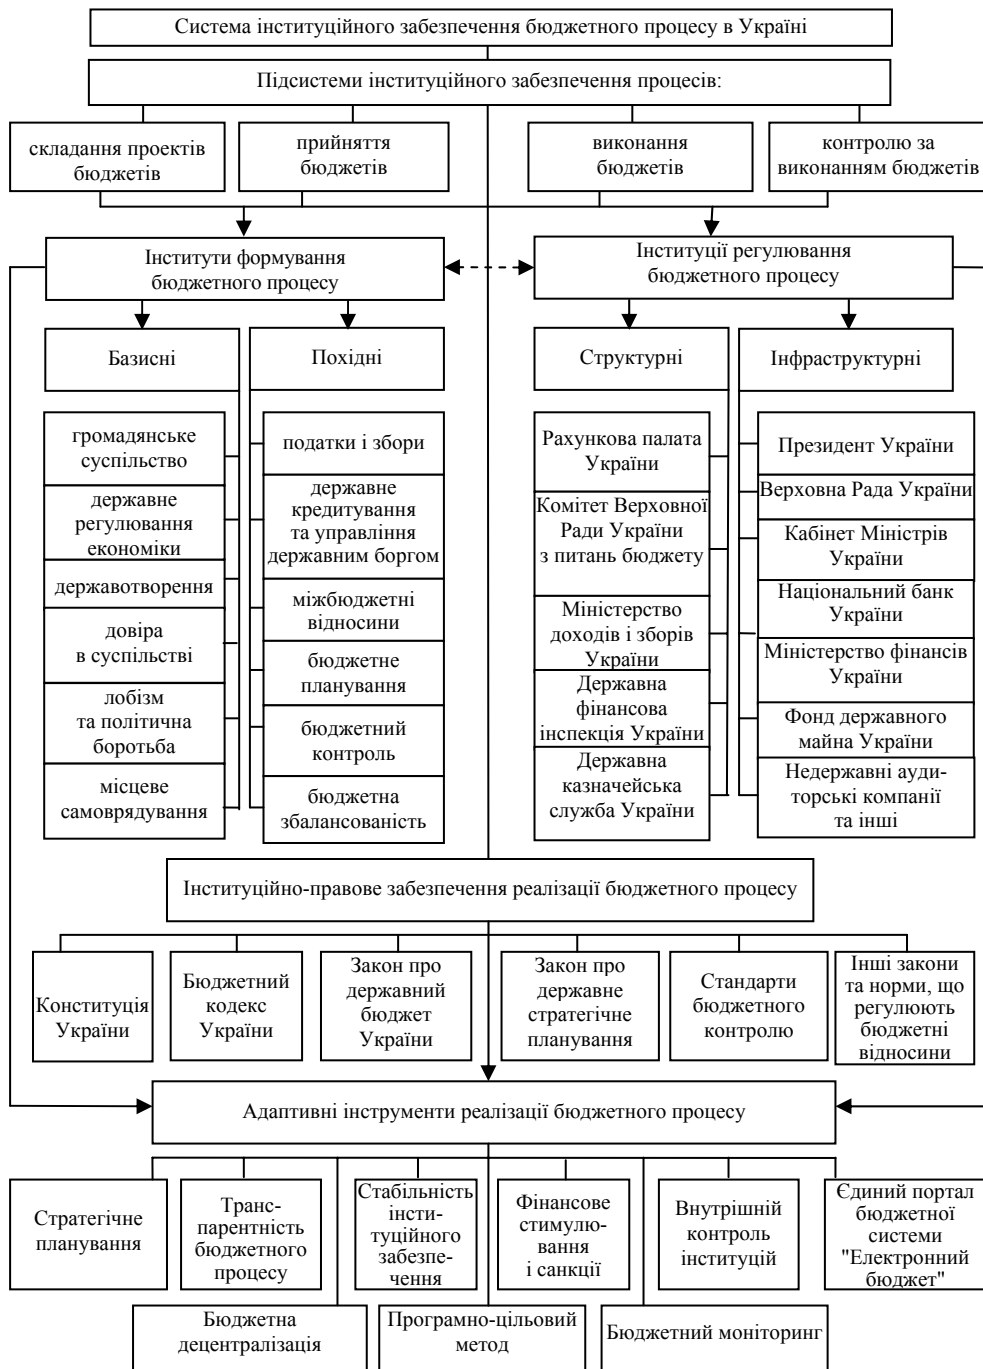 Система інституційного забезпечення бюджетного процесу в Україні
Підсистеми інституційного забезпечення процесів:
складання проектів
бюджетів
прийняття
бюджетів
виконання
бюджетів
контролю за
виконанням бюджетів
Інститути формування
бюджетного процесу
Інституції регулювання
бюджетного процесу
Базисні
Похідні
Структурні
Інфраструктурні
громадянське
суспільство
державне
регулювання
економіки
державотворення
довіра
в суспільстві
лобізм
та політична
боротьба
місцеве
самоврядування
податки і збори
державне
кредитування
та управління
державним боргом
міжбюджетні
відносини
бюджетне
планування
бюджетний
контроль
бюджетна
збалансованість
Рахункова палата
України
Комітет Верховної
Ради України
з питань бюджету
Міністерство
доходів і зборів
України
Державна
фінансова
інспекція України
Державна
казначейська
служба України
Президент України
Верховна Рада України
Кабінет Міністрів
України
Національний банк
України
Міністерство фінансів
України
Фонд державного
майна України
Недержавні ауди-
торські компанії
та інші
Інституційно-правове забезпечення реалізації бюджетного процесу
Конституція
України
Бюджетний
кодекс
України
Закон про
державний
бюджет
України
Закон про
державне
стратегічне
планування
Стандарти
бюджетного
контролю
Інші закони
та норми, що
регулюють
бюджетні
відносини
Адаптивні інструменти реалізації бюджетного процесу
Стратегічне
планування
Транс-
парентність
бюджетного
процесу
Стабільність
інсти-
туційного
забезпе-
чення
Фінансове
стимулю-
вання
і санкції
Внутрішній
контроль
інституцій
Єдиний портал
бюджетної
системи
"Електронний
бюджет"
Бюджетна
децентралізація
Програмно-цільовий
метод
Бюджетний моніторинг